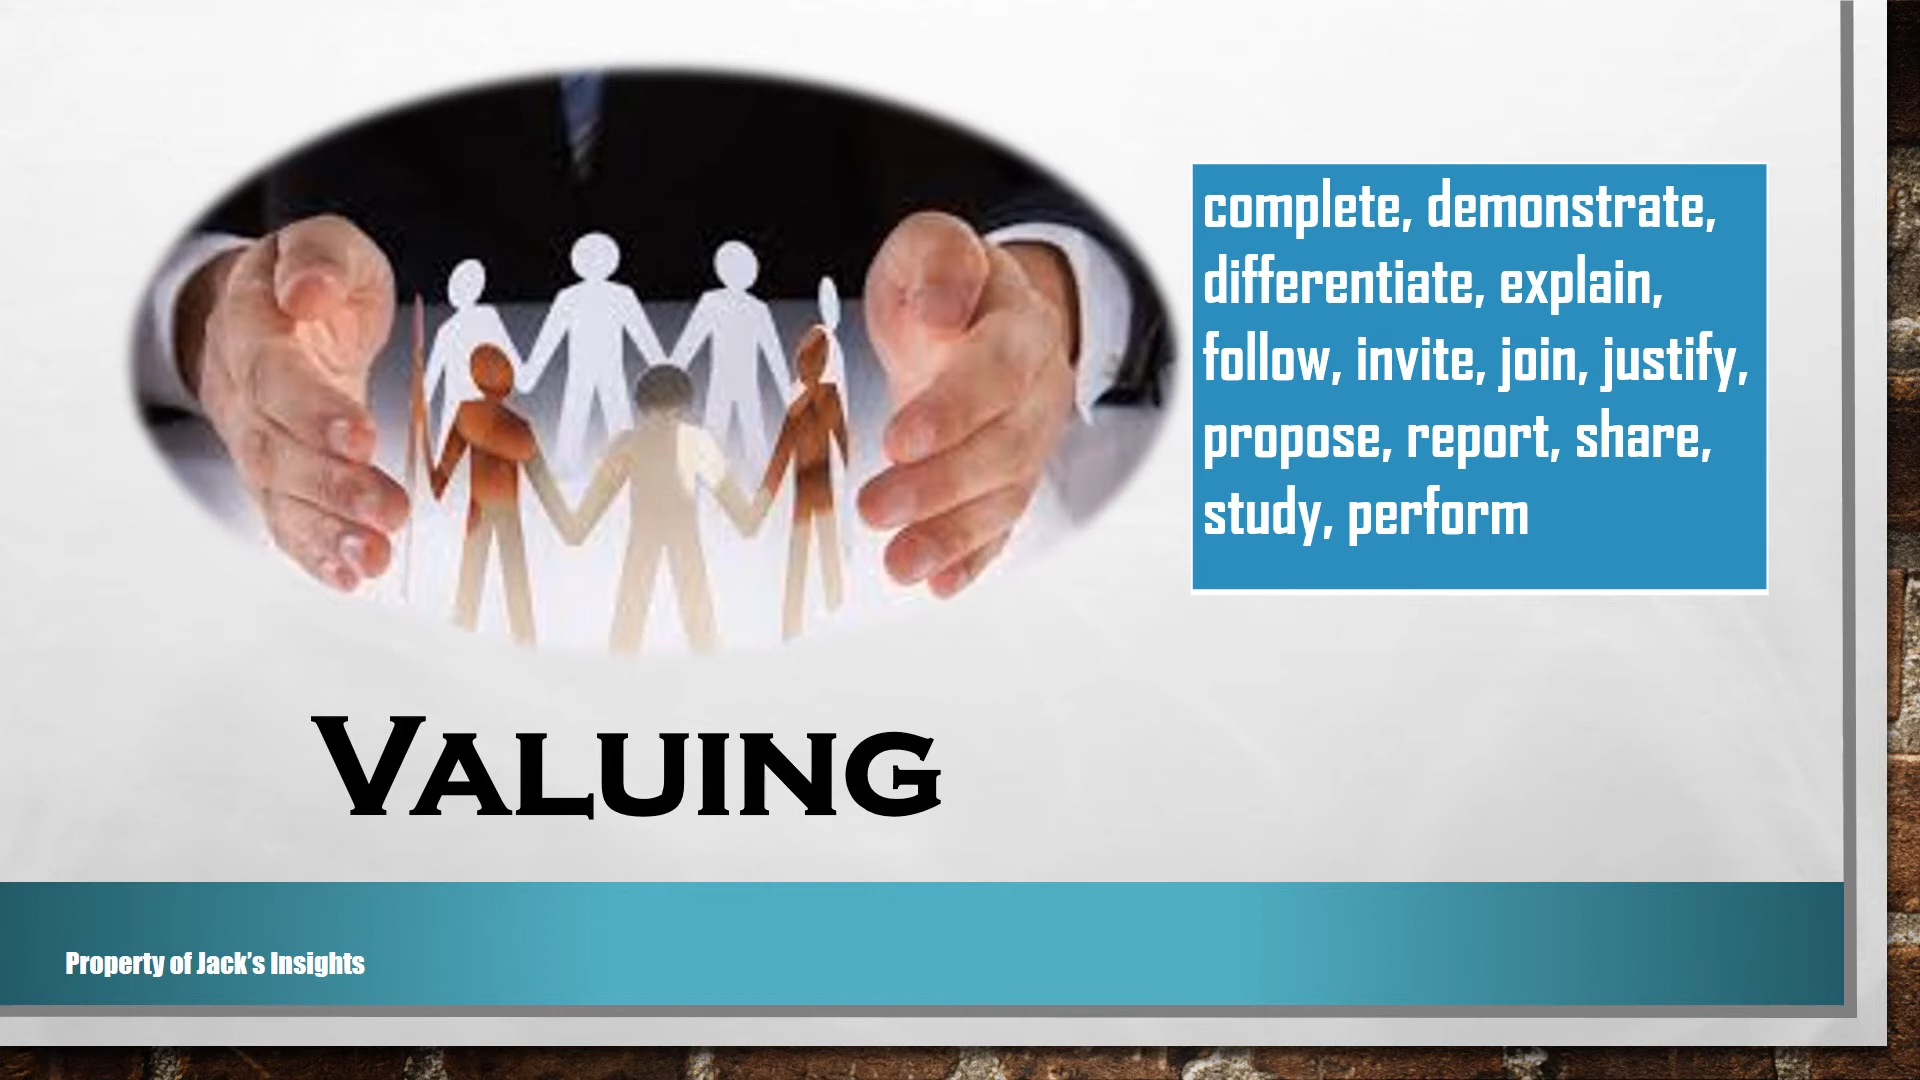 complete, demonstrate,
differentiate, explain,
follow, invite, join, justify,
propose, report, share,
study, perform
VALUING
Property of Jack's Insights